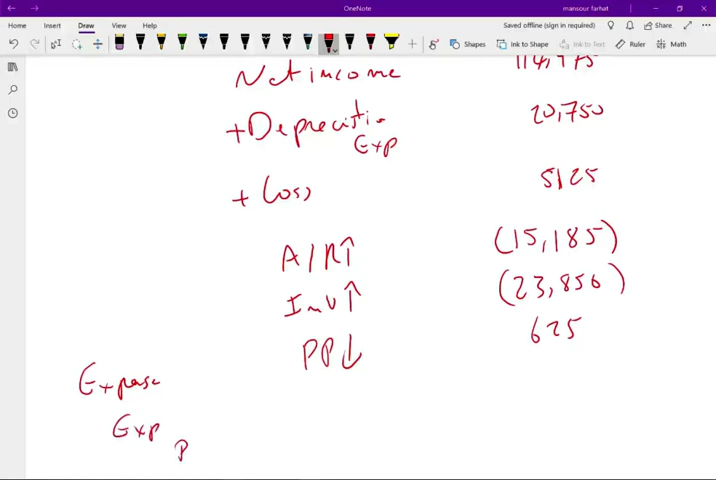 OneNote
mansour farhat
Home Insert Draw View Help
Saved offline (sign in required) Share
Shapes Ink to Shape Ink to Text Ruler Math
Net income
+ Depreciation Exp 20,750
+ Loss 5125
A/R↑ (15,185)
Inv↑ (23,850)
PP↓ 625
Expense
Exp
P